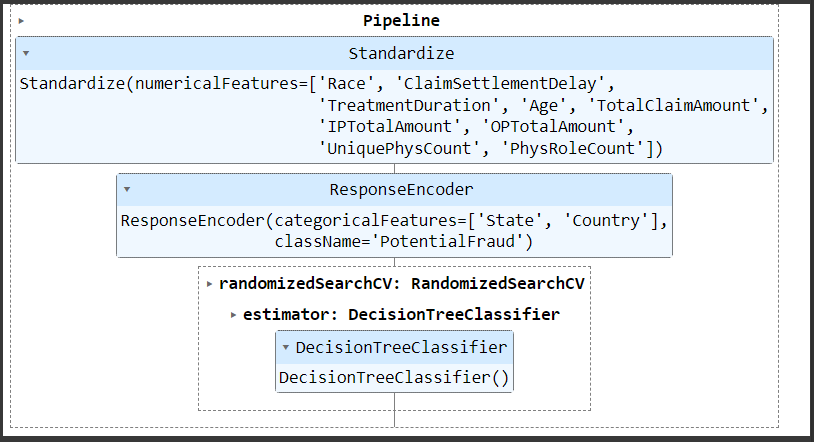 Pipeline
Standardize
Standardize(numericalFeatures=['Race', 'ClaimSettlementDelay',
'TreatmentDuration', 'Age', 'TotalClaimAmount',
'IPTotalAmount', 'OPTotalAmount',
'UniquePhysCount', 'PhysRoleCount'])
ResponseEncoder
ResponseEncoder(categoricalFeatures=['State', 'Country'],
className='PotentialFraud')
randomizedSearchCV: RandomizedSearchCV
estimator: DecisionTreeClassifier
DecisionTreeClassifier
DecisionTreeClassifier()